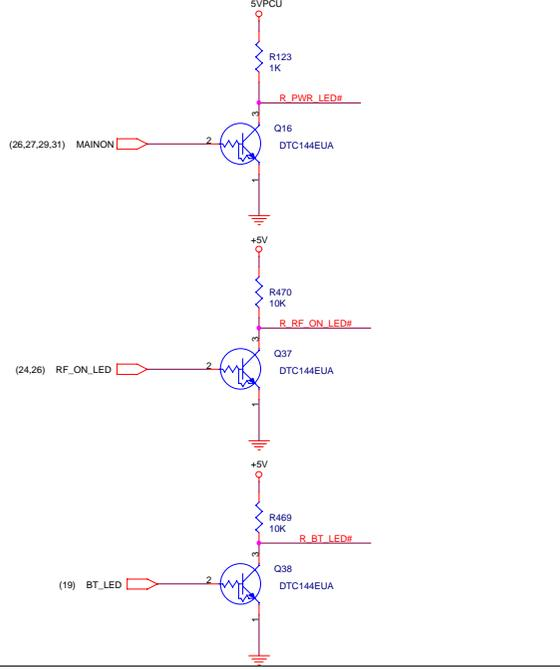 5VPCU
R123
1K
R_PWR_LED#
3
Q16
(26,27,29,31) MAINON
2
DTC144EUA
1
+5V
R470
10K
R_RF_ON_LED#
3
Q37
(24,26) RF_ON_LED
2
DTC144EUA
1
+5V
R469
10K
R_BT_LED#
3
Q38
(19) BT_LED
2
DTC144EUA
1